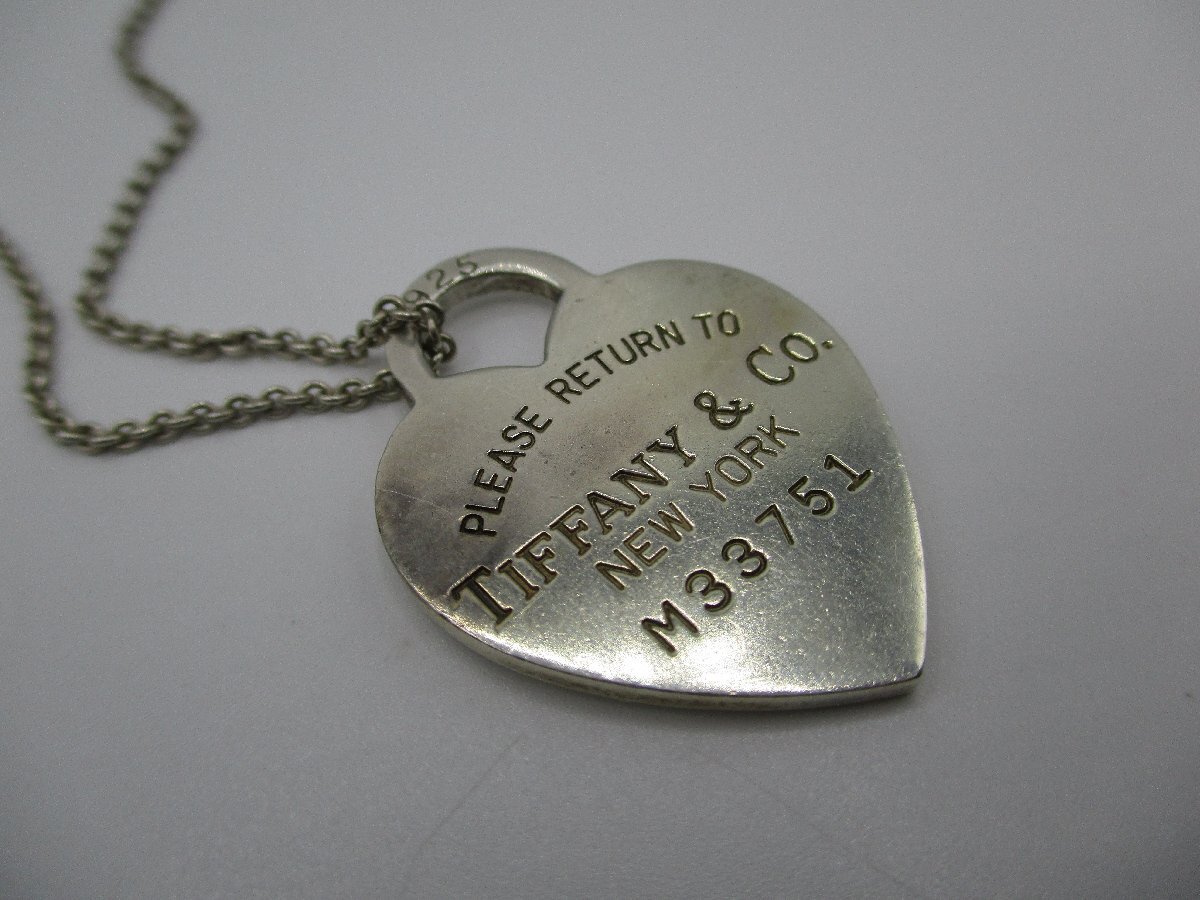 925
PLEASE RETURN TO
TIFFANY & CO.
NEW YORK
M33751